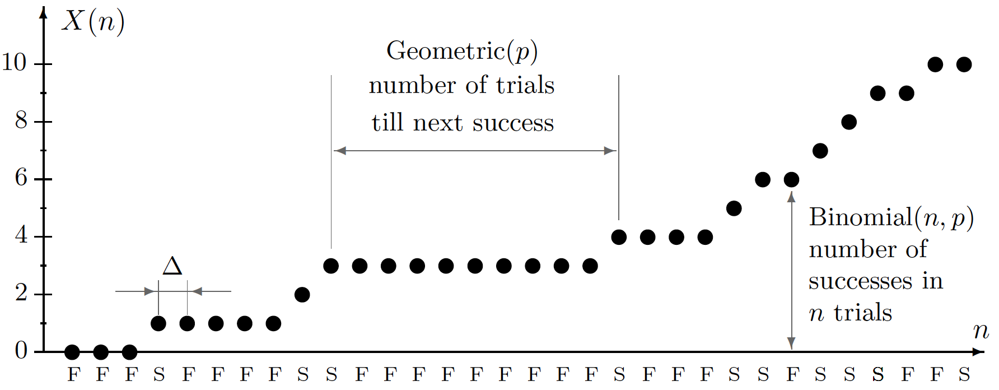 X(n)
Geometric(p)
number of trials
till next success
10
8
6
4
2
0
Δ
Binomial(n, p)
number of
successes in
n trials
n
F F F S F F F F S S F F F F F F F F F S F F F S S F S S S F F S